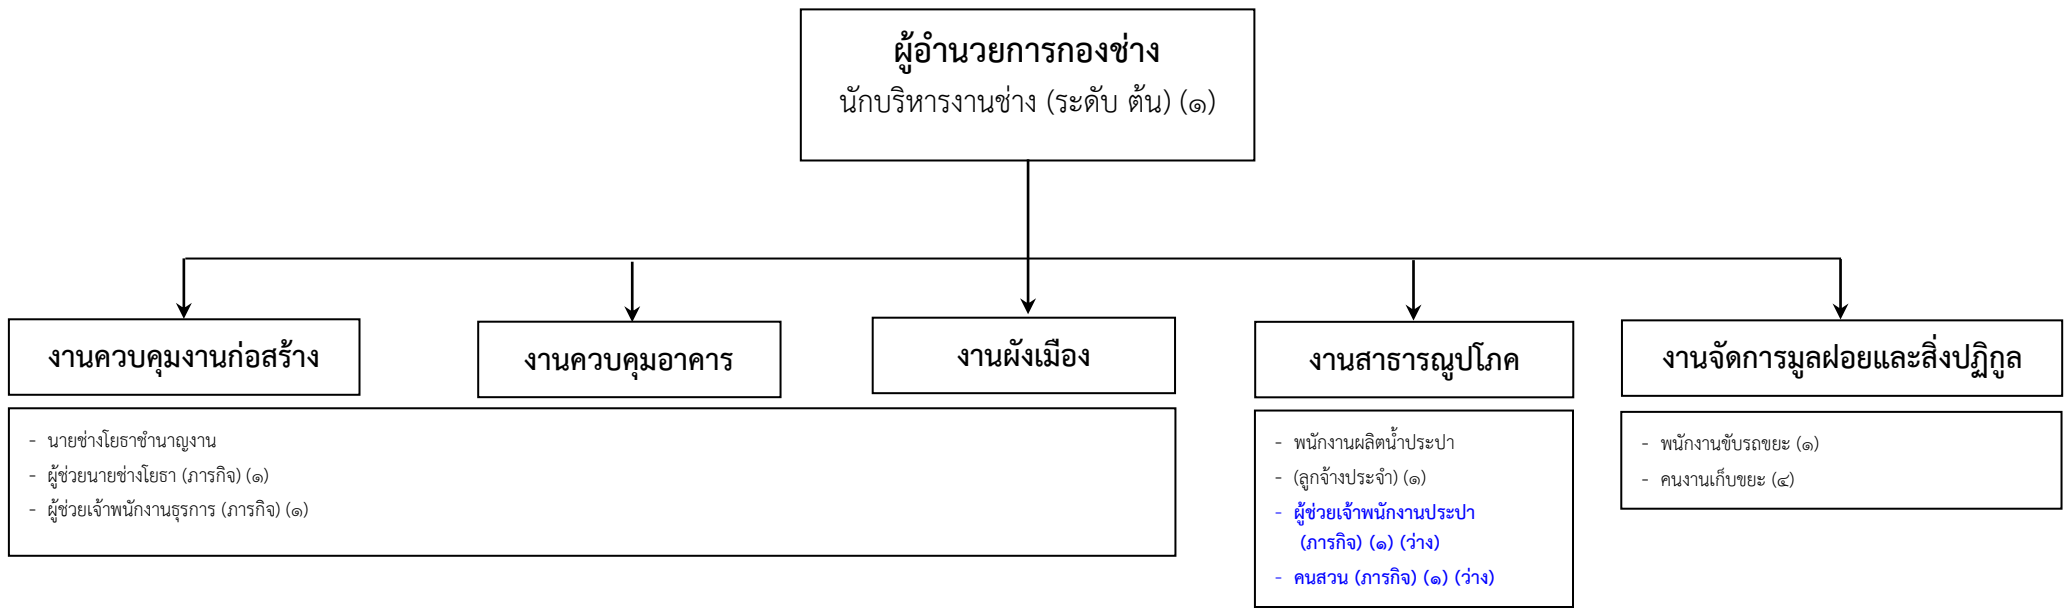 ผู้อำนวยการกองช่าง
นักบริหารงานช่าง (ระดับ ต้น) (๑)
งานควบคุมงานก่อสร้าง
งานควบคุมอาคาร
งานผังเมือง
งานสาธารณูปโภค
งานจัดการมูลฝอยและสิ่งปฏิกูล
- นายช่างโยธาชำนาญงาน
- ผู้ช่วยนายช่างโยธา (ภารกิจ) (๑)
- ผู้ช่วยเจ้าพนักงานธุรการ (ภารกิจ) (๑)
- พนักงานผลิตน้ำประปา
- (ลูกจ้างประจำ) (๑)
- ผู้ช่วยเจ้าพนักงานประปา
(ภารกิจ) (๑) (ว่าง)
- คนสวน (ภารกิจ) (๑) (ว่าง)
- พนักงานขับรถขยะ (๑)
- คนงานเก็บขยะ (๔)